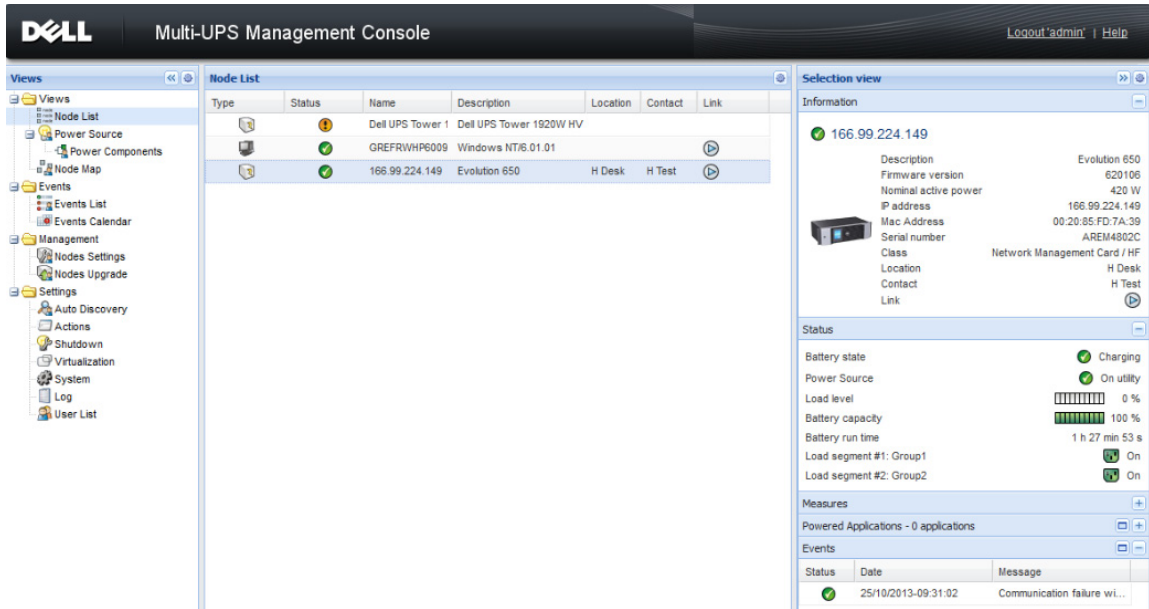 DELL Multi-UPS Management Console Logout 'admin' | Help
Views
Views
Node List
Power Source
Power Components
Node Map
Events
Events List
Events Calendar
Management
Nodes Settings
Nodes Upgrade
Settings
Auto Discovery
Actions
Shutdown
Virtualization
System
Log
User List
Node List
Type Status Name Description Location Contact Link
Dell UPS Tower 1 Dell UPS Tower 1920W HV
GREFRWHP6009 Windows NT/6.01.01
166.99.224.149 Evolution 650 H Desk H Test
Selection view
Information
166.99.224.149
Description Evolution 650
Firmware version 620106
Nominal active power 420 W
IP address 166.99.224.149
Mac Address 00:20:85:FD:7A:39
Serial number AREM4802C
Class Network Management Card / HF
Location H Desk
Contact H Test
Link
Status
Battery state Charging
Power Source On utility
Load level 0 %
Battery capacity 100 %
Battery run time 1 h 27 min 53 s
Load segment #1: Group1 On
Load segment #2: Group2 On
Measures
Powered Applications - 0 applications
Events
Status Date Message
25/10/2013-09:31:02 Communication failure wi...